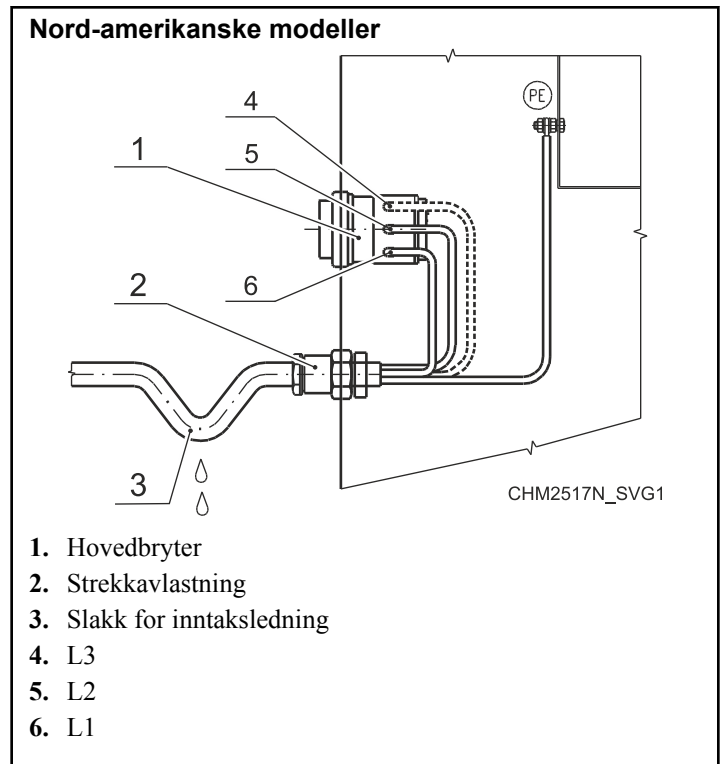 Nord-amerikanske modeller
PE
4
1
5
6
2
3
CHM2517N_SVG1
1. Hovedbryter
2. Strekkavlastning
3. Slakk for inntaksledning
4. L3
5. L2
6. L1